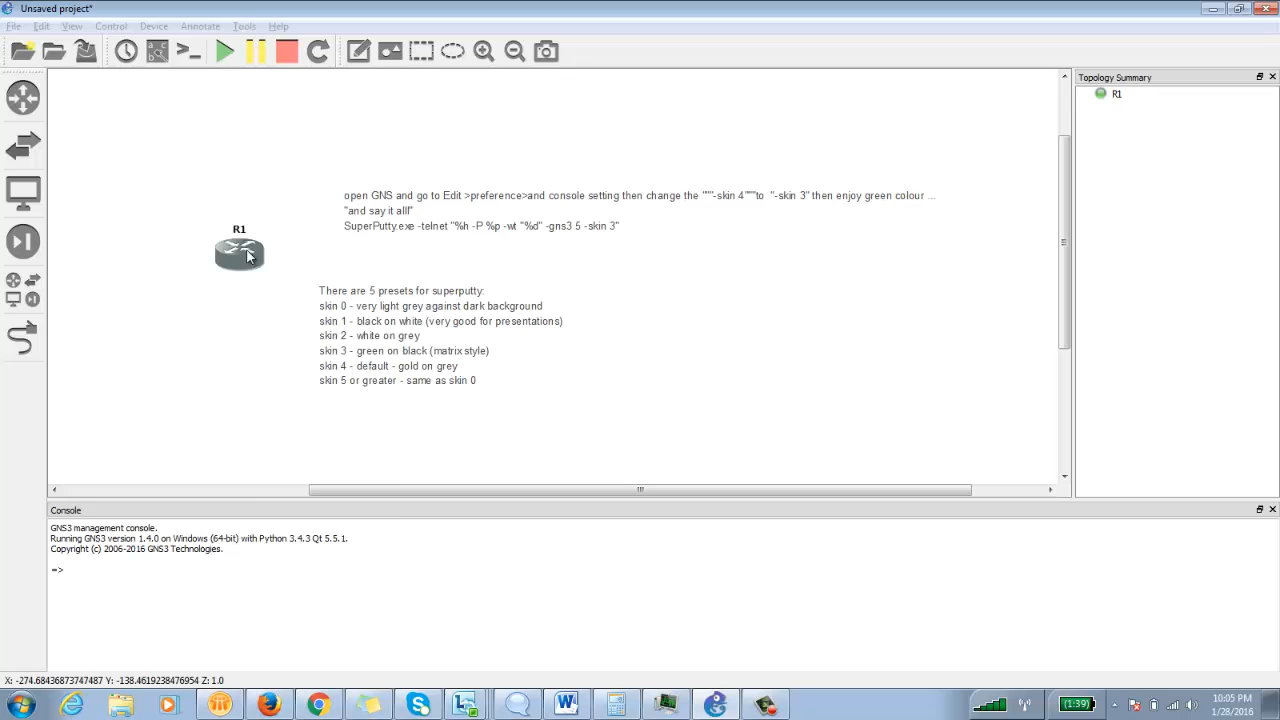 Unsaved project*
File Edit View Control Device Annotate Tools Help
Topology Summary
R1
open GNS and go to Edit >preference>and console setting then change the """-skin 4"""to "-skin 3" then enjoy green colour ...
"and say it allI"
SuperPutty.exe -telnet "%h -P %p -wt "%d" -gns3 5 -skin 3"
R1
There are 5 presets for superputty:
skin 0 - very light grey against dark background
skin 1 - black on white (very good for presentations)
skin 2 - white on grey
skin 3 - green on black (matrix style)
skin 4 - default - gold on grey
skin 5 or greater - same as skin 0
Console
GNS3 management console.
Running GNS3 version 1.4.0 on Windows (64-bit) with Python 3.4.3 Qt 5.5.1.
Copyright (c) 2006-2016 GNS3 Technologies.
=>
X: -274.68436873747487 Y: -138.4619238476954 Z: 1.0
(1:39)
10:05 PM
1/28/2016